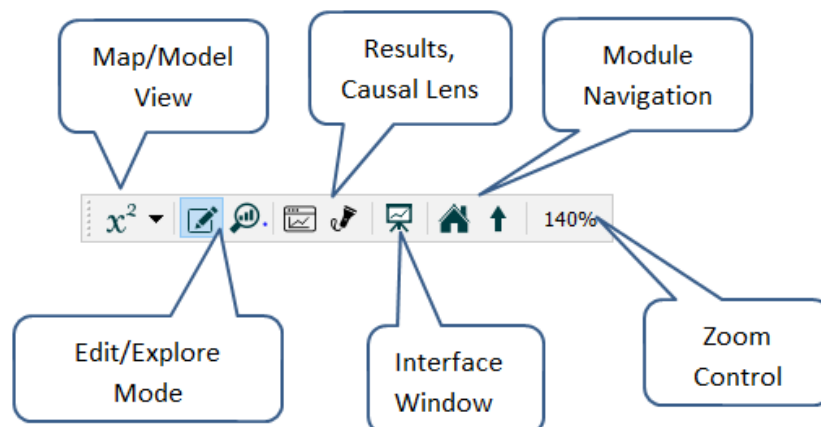 Map/Model
View
Results,
Causal Lens
Module
Navigation
x²
140%
Edit/Explore
Mode
Interface
Window
Zoom
Control